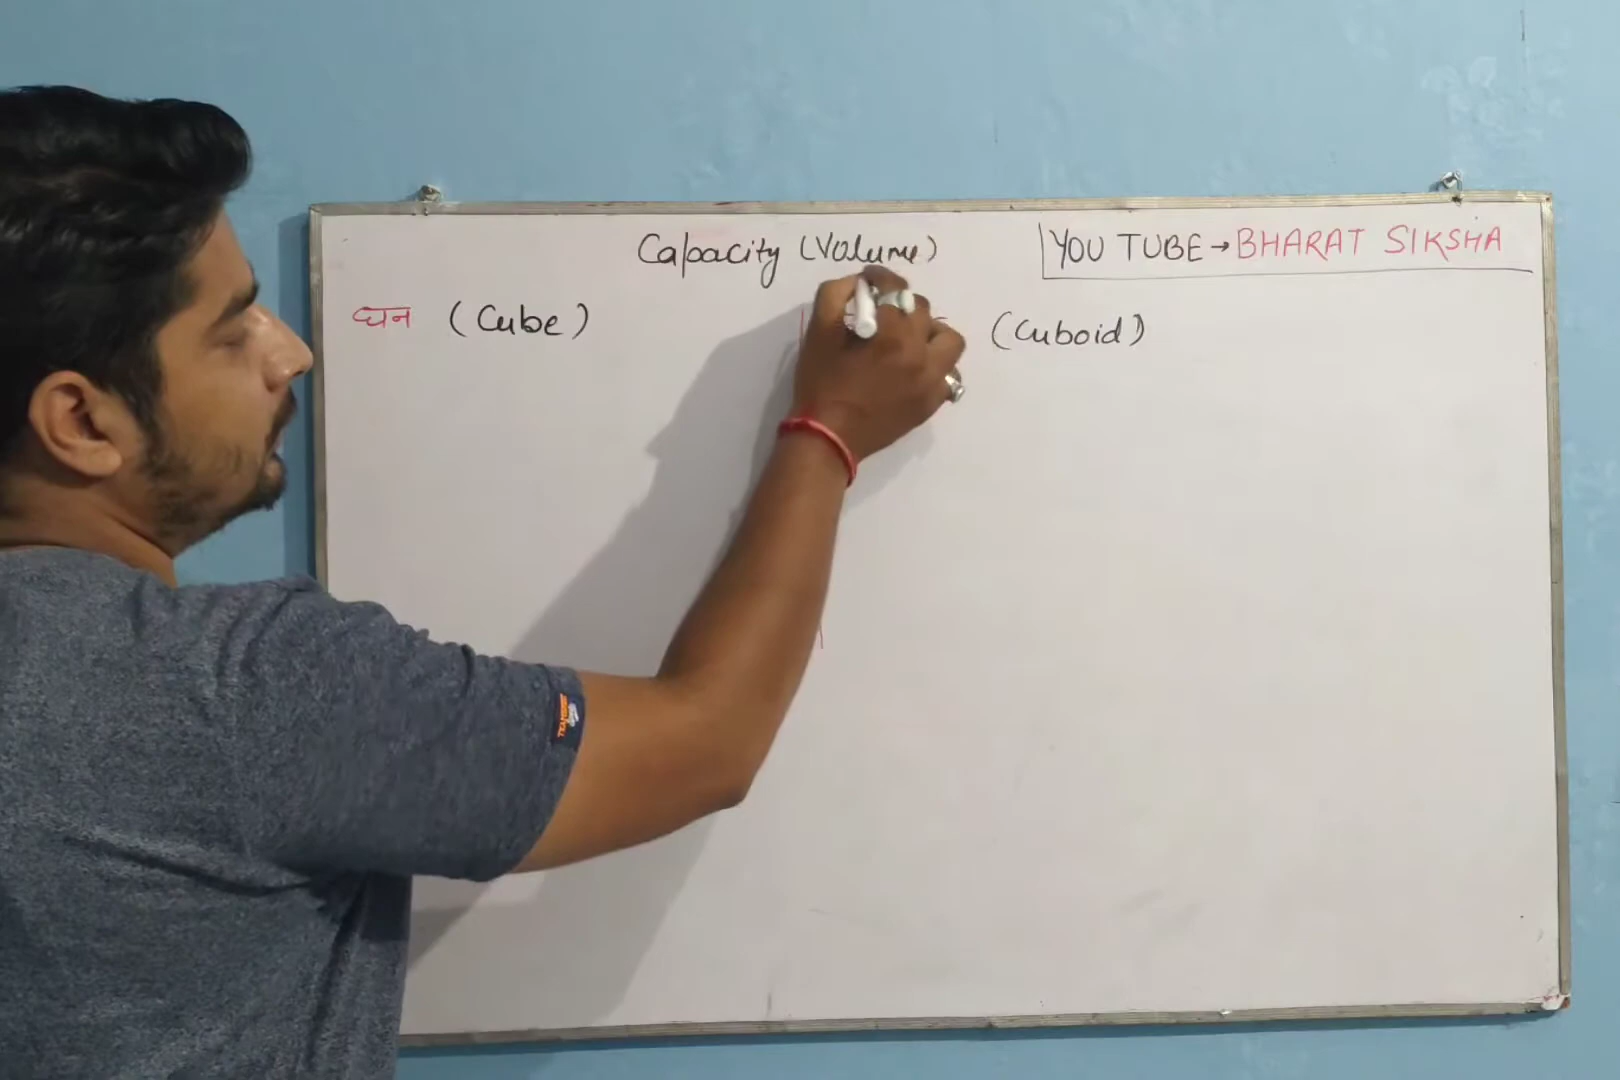 Capacity (Volume)
YOU TUBE → BHARAT SIKSHA
घन (Cube)
(Cuboid)